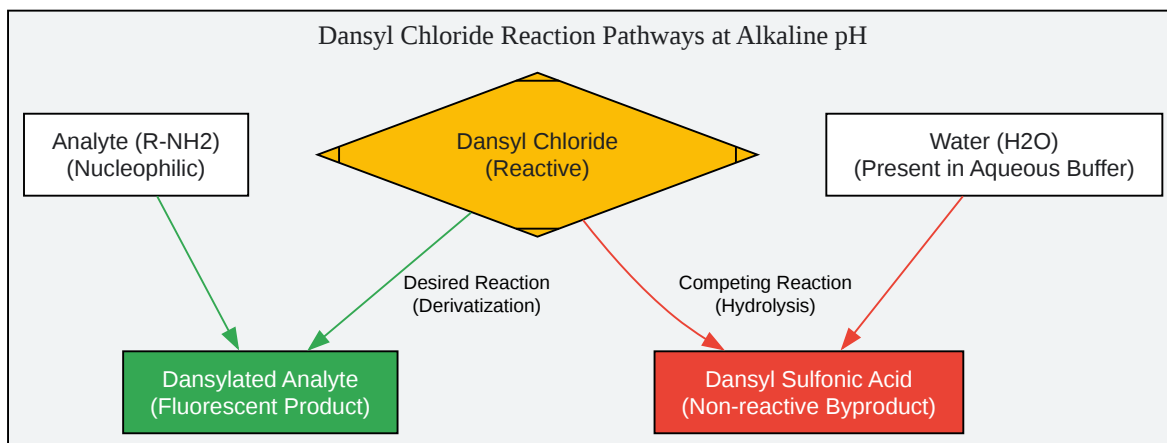 Dansyl Chloride Reaction Pathways at Alkaline pH
Analyte (R-NH2)
(Nucleophilic)
Dansyl Chloride
(Reactive)
Water (H2O)
(Present in Aqueous Buffer)
Desired Reaction
(Derivatization)
Competing Reaction
(Hydrolysis)
Dansylated Analyte
(Fluorescent Product)
Dansyl Sulfonic Acid
(Non-reactive Byproduct)